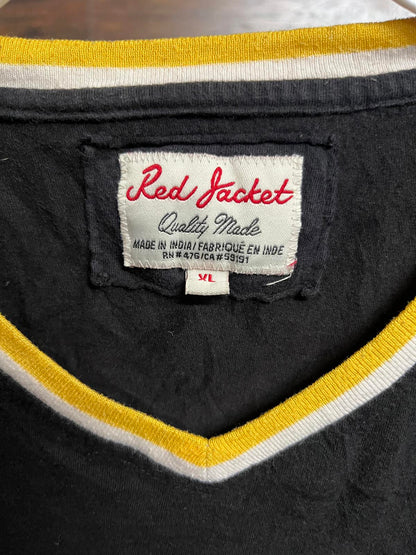 Red Jacket
Quality Made
MADE IN INDIA/FABRIQUÉ EN INDE
RN# 476/CA# 59191
XL